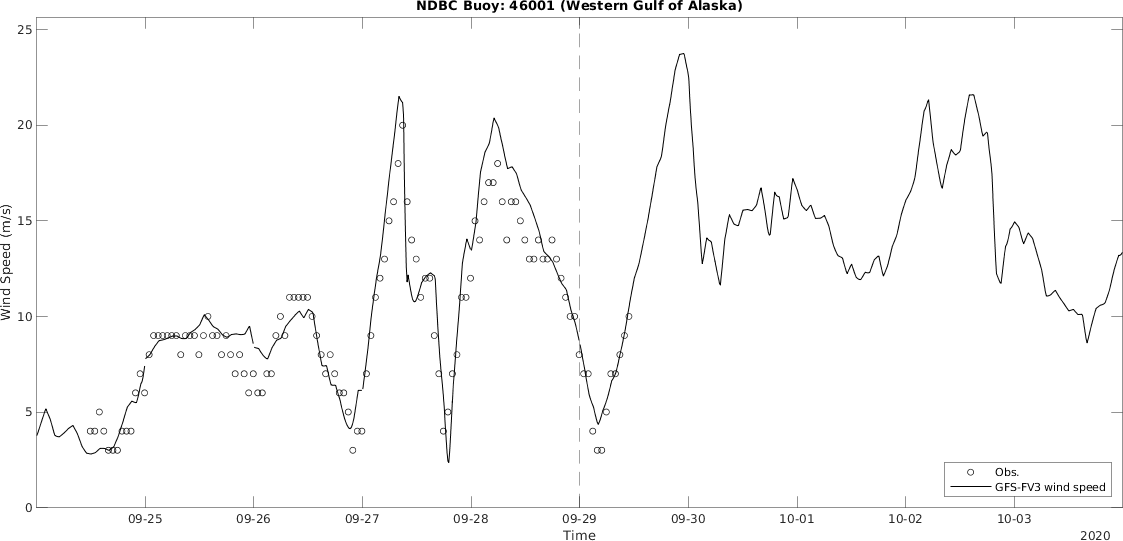 NDBC Buoy: 46001 (Western Gulf of Alaska)
25
20
15
10
5
0
Wind Speed (m/s)
Obs.
GFS-FV3 wind speed
09-25 09-26 09-27 09-28 09-29 09-30 10-01 10-02 10-03
Time
2020